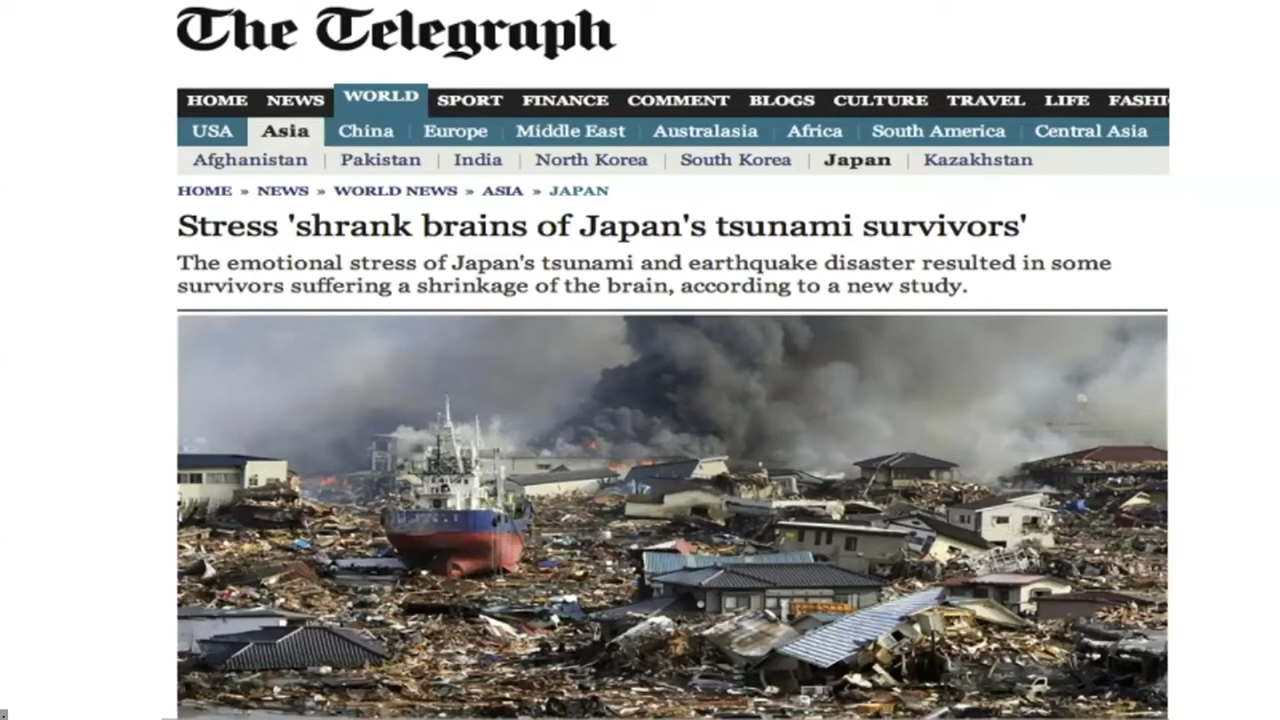 The Telegraph
HOME NEWS WORLD SPORT FINANCE COMMENT BLOGS CULTURE TRAVEL LIFE FASHI
USA Asia China Europe Middle East Australasia Africa South America Central Asia
Afghanistan Pakistan India North Korea South Korea Japan Kazakhstan
HOME » NEWS » WORLD NEWS » ASIA » JAPAN
Stress 'shrank brains of Japan's tsunami survivors'
The emotional stress of Japan's tsunami and earthquake disaster resulted in some
survivors suffering a shrinkage of the brain, according to a new study.